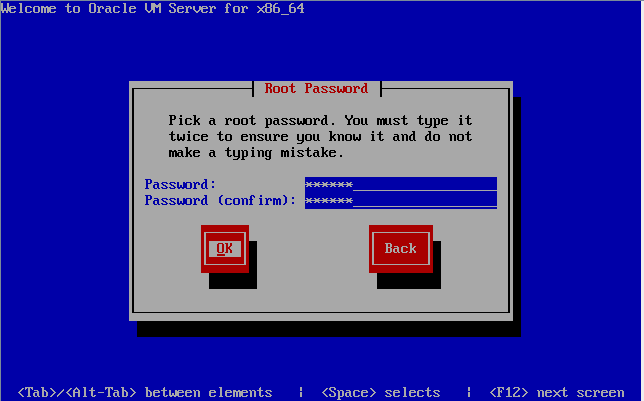 Welcome to Oracle VM Server for x86_64
Root Password
Pick a root password. You must type it
twice to ensure you know it and do not
make a typing mistake.
Password: ******
Password (confirm): ******
OK Back
<Tab>/<Alt-Tab> between elements | <Space> selects | <F12> next screen